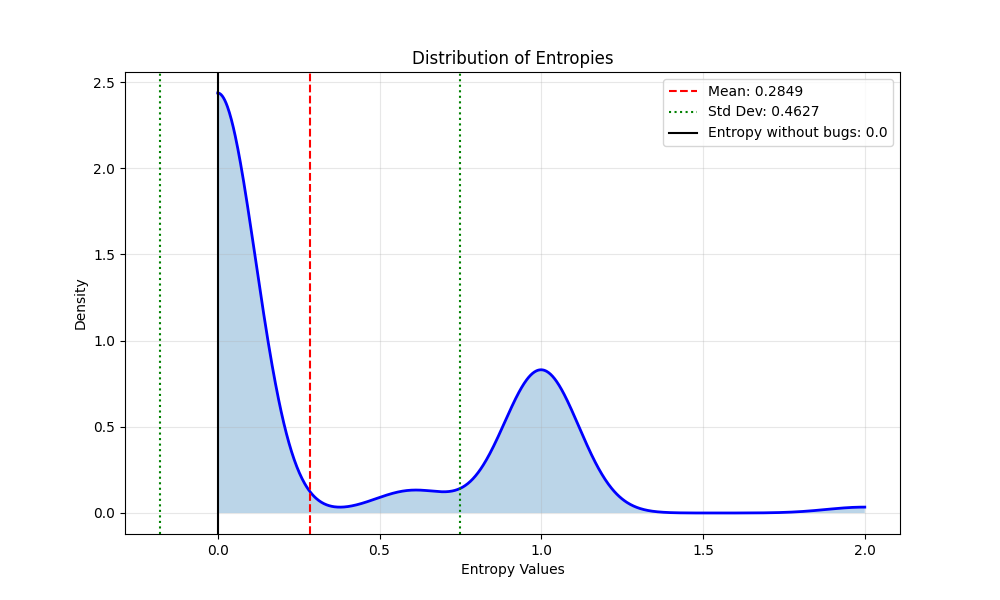 Distribution of Entropies
Mean: 0.2849
Std Dev: 0.4627
Entropy without bugs: 0.0
Density
2.5
2.0
1.5
1.0
0.5
0.0
0.0 0.5 1.0 1.5 2.0
Entropy Values